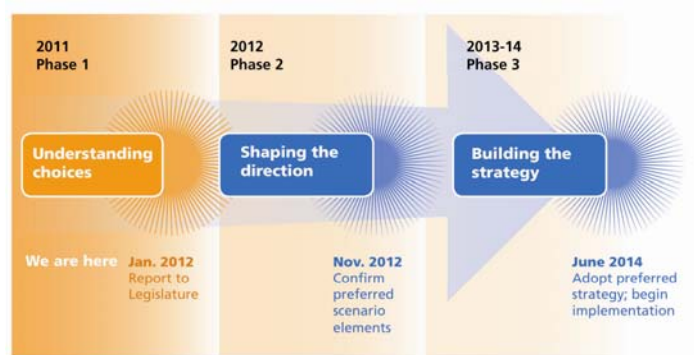 2011
Phase 1
2012
Phase 2
2013-14
Phase 3
Understanding
choices
Shaping the
direction
Building the
strategy
We are here
Jan. 2012
Report to
Legislature
Nov. 2012
Confirm
preferred
scenario
elements
June 2014
Adopt preferred
strategy; begin
implementation